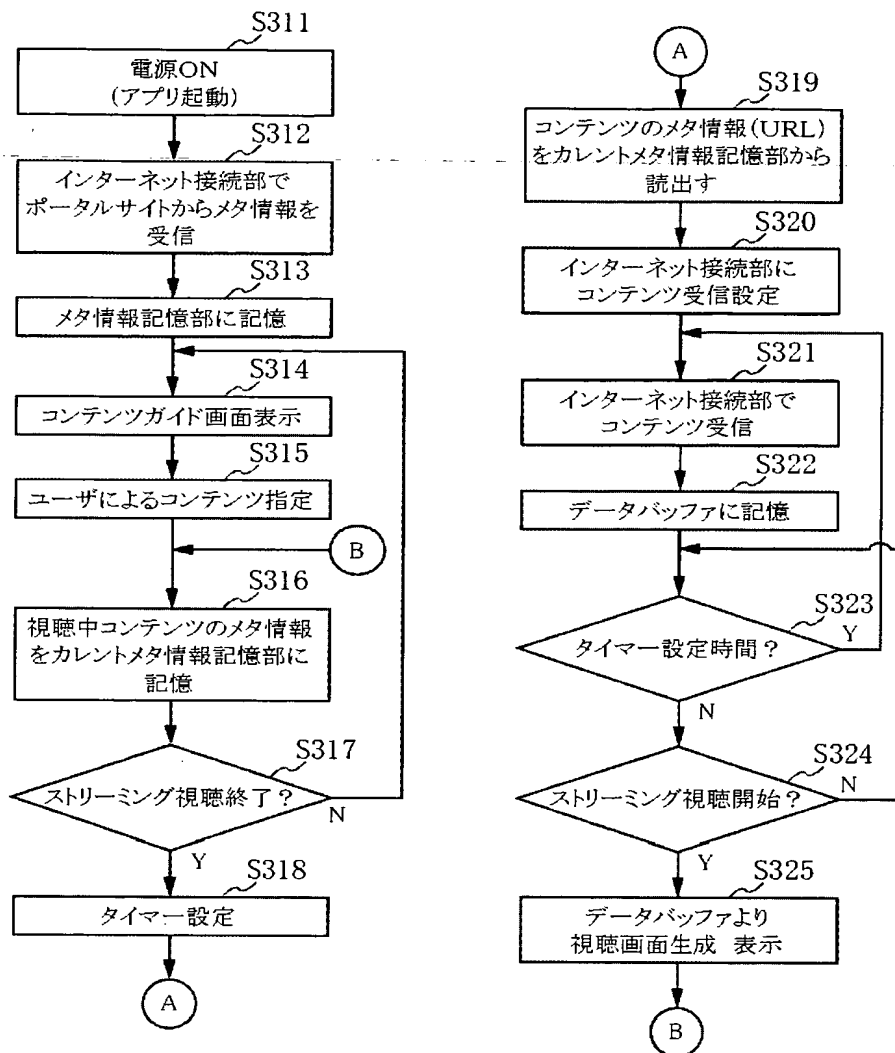 S311
電源ON
(アプリ起動)
S312
インターネット接続部で
ポータルサイトからメタ情報を
受信
S313
メタ情報記憶部に記憶
S314
コンテンツガイド画面表示
S315
ユーザによるコンテンツ指定
B
S316
視聴中コンテンツのメタ情報
をカレントメタ情報記憶部に
記憶
S317
ストリーミング視聴終了?
N
Y
S318
タイマー設定
A
A
S319
コンテンツのメタ情報(URL)
をカレントメタ情報記憶部から
読出す
S320
インターネット接続部に
コンテンツ受信設定
S321
インターネット接続部で
コンテンツ受信
S322
データバッファに記憶
S323
タイマー設定時間?
Y
N
S324
ストリーミング視聴開始?
N
Y
S325
データバッファより
視聴画面生成 表示
B